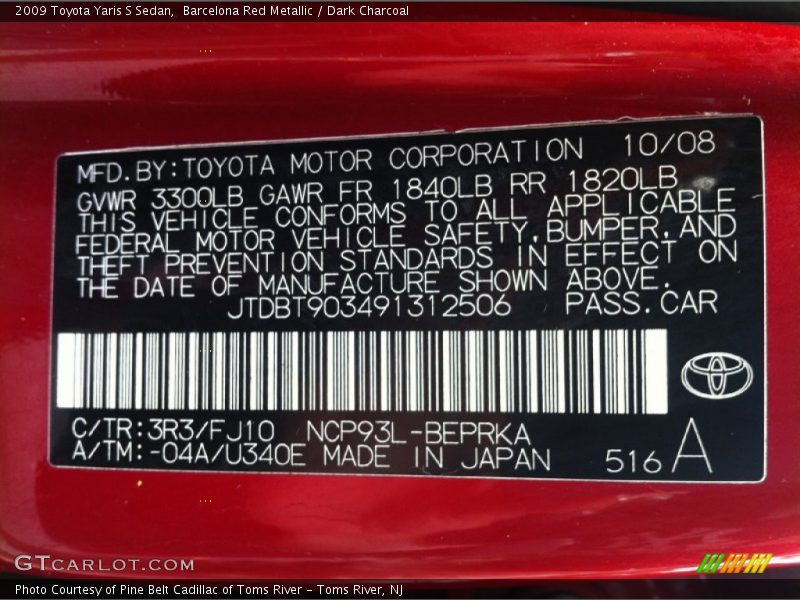 2009 Toyota Yaris S Sedan,  Barcelona Red Metallic / Dark Charcoal
MFD. BY: TOYOTA MOTOR CORPORATION 10/08
GVWR 3300LB GAWR FR 1840LB RR 1820LB
THIS VEHICLE CONFORMS TO ALL APPLICABLE
FEDERAL MOTOR VEHICLE SAFETY, BUMPER, AND
THEFT PREVENTION STANDARDS IN EFFECT ON
THE DATE OF MANUFACTURE SHOWN ABOVE.
JTDBT903491312506 PASS. CAR
C/TR: 3R3/FJ10 NCP93L-BEPRKA
A/TM: -04A/U340E MADE IN JAPAN 516 A
GTCARLOT.COM
Photo Courtesy of Pine Belt Cadillac of Toms River - Toms River, NJ